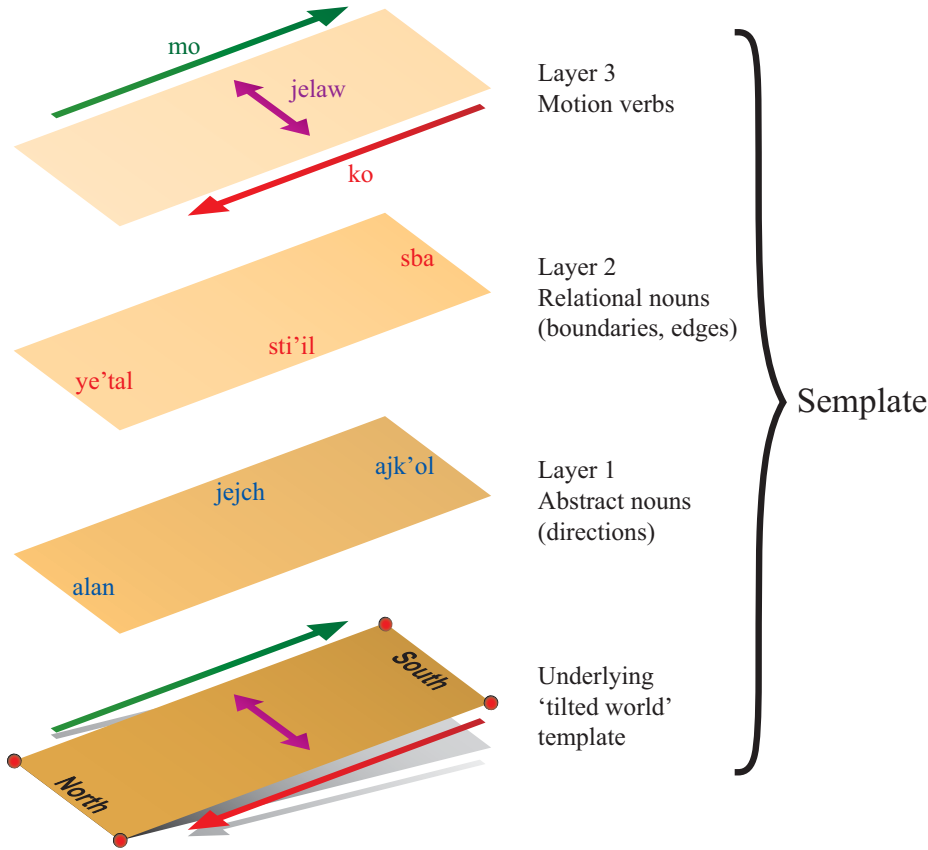 mo
jelaw
ko
Layer 3
Motion verbs
sba
sti’il
ye’tal
Layer 2
Relational nouns
(boundaries, edges)
Semplate
ajk’ol
jejch
alan
Layer 1
Abstract nouns
(directions)
South
North
Underlying
‘tilted world’
template